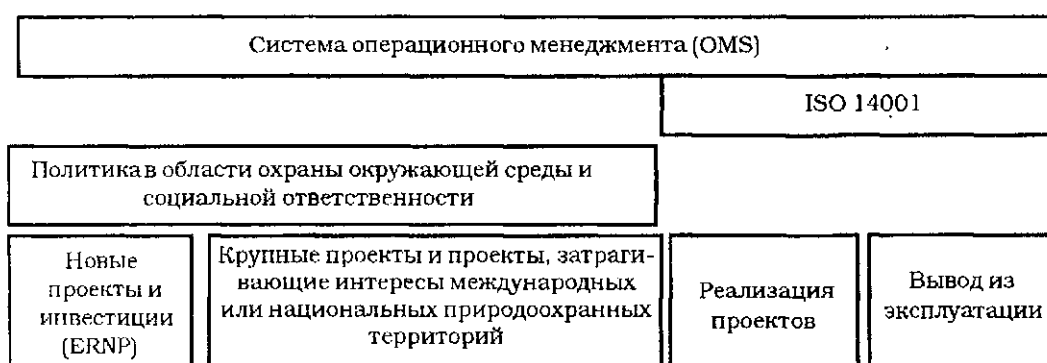 Система операционного менеджмента (OMS)
ISO 14001
Политика в области охраны окружающей среды и
социальной ответственности
Новые
проекты и
инвестиции
(ERNP)
Крупные проекты и проекты, затраги-
вающие интересы международных
или национальных природоохранных
территорий
Реализация
проектов
Вывод из
эксплуатации